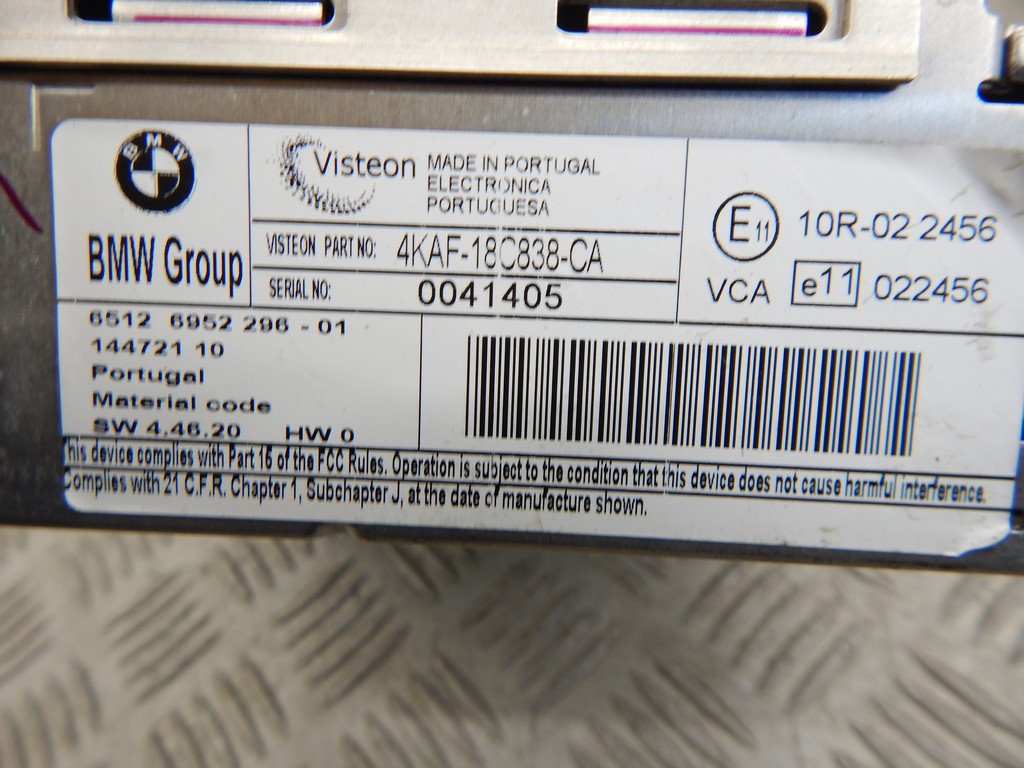 BMW
BMW Group
Visteon
MADE IN PORTUGAL
ELECTRÓNICA
PORTUGUESA
VISTEON PART NO: 4KAF-18C838-CA
SERIAL NO: 0041405
E11 10R-02 2456
VCA e11 022456
6512 6952 296 - 01
144721 10
Portugal
Material code
SW 4.46.20 HW 0
This device complies with Part 15 of the FCC Rules. Operation is subject to the condition that this device does not cause harmful interference.
Complies with 21 C.F.R. Chapter 1, Subchapter J, at the date of manufacture shown.